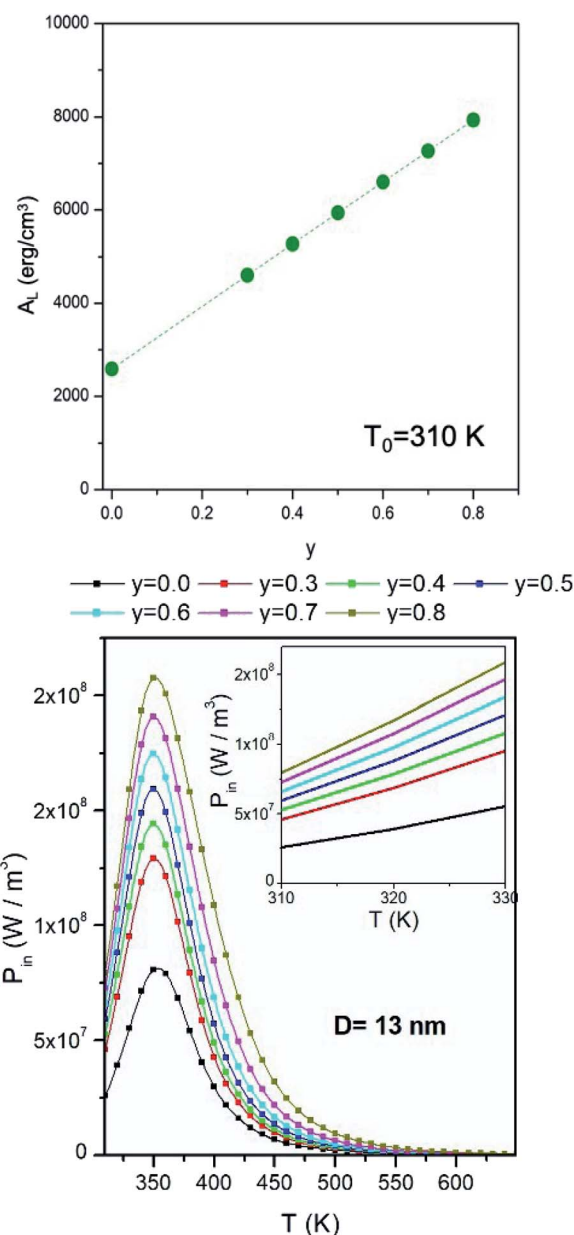 10000
8000
6000
4000
2000
0
A_L (erg/cm³)
T₀=310 K
0.0 0.2 0.4 0.6 0.8
y
y=0.0 y=0.3 y=0.4 y=0.5
y=0.6 y=0.7 y=0.8
2x10⁸
2x10⁸
1x10⁸
5x10⁷
0
P_in (W / m³)
2x10⁸
1x10⁸
5x10⁷
0
P_in (W / m³)
310 320 330
T (K)
D= 13 nm
350 400 450 500 550 600
T (K)